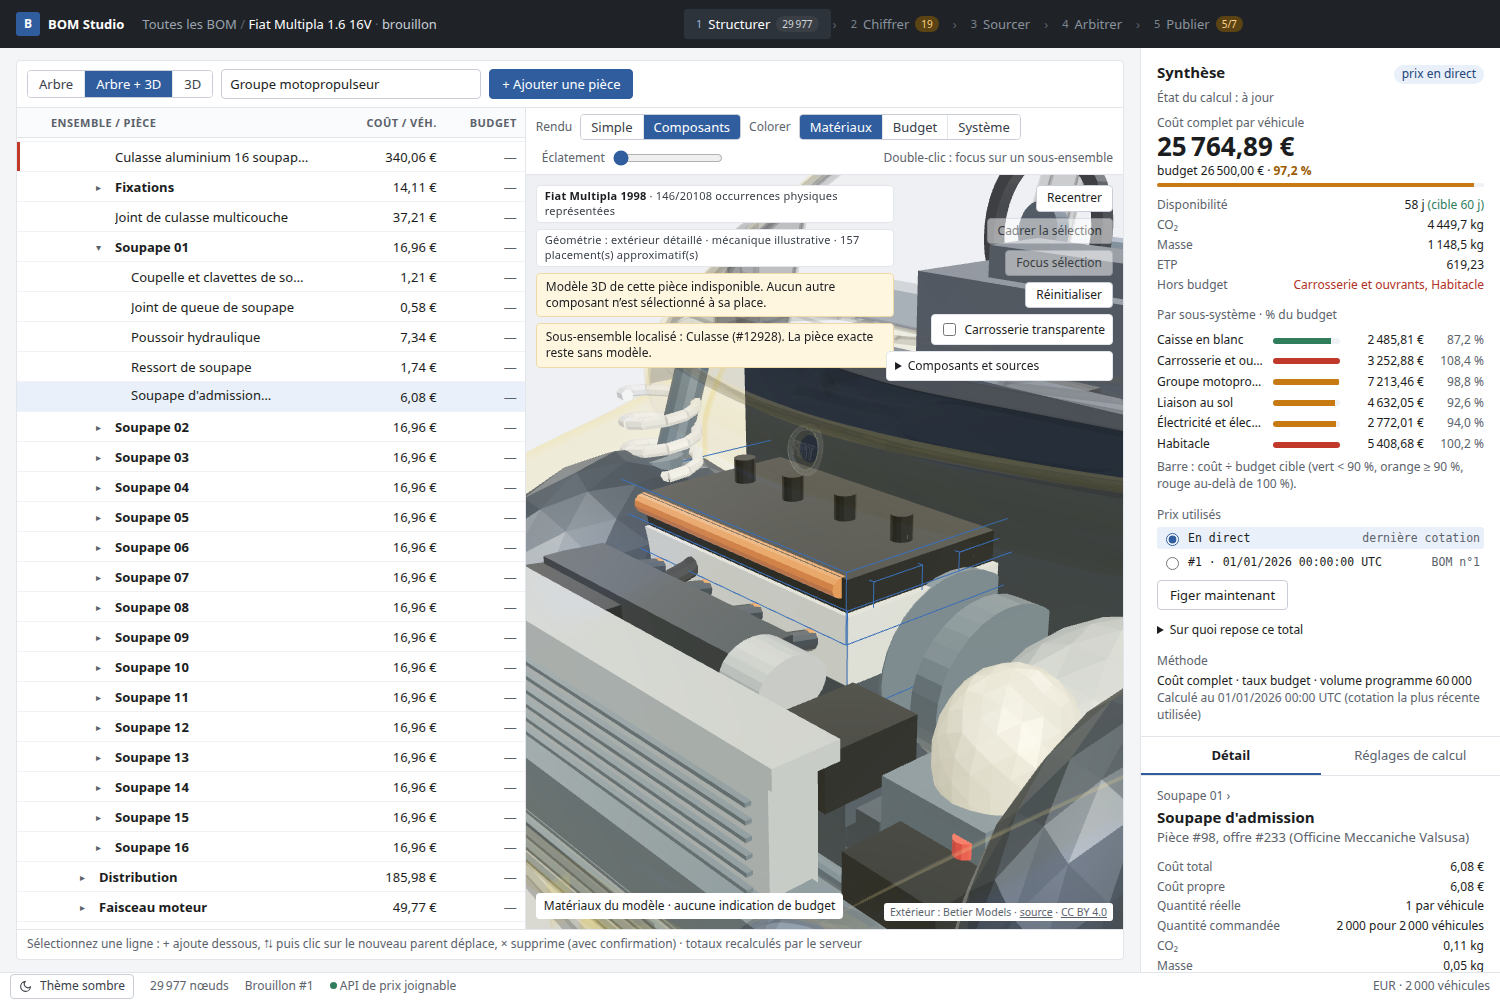 B BOM Studio Toutes les BOM / Fiat Multipla 1.6 16V · brouillon 1 Structurer 29 977 › 2 Chiffrer 19 › 3 Sourcer › 4 Arbitrer › 5 Publier 5/7
Arbre Arbre + 3D 3D Groupe motopropulseur + Ajouter une pièce
ENSEMBLE / PIÈCE COÛT / VÉH. BUDGET
Culasse aluminium 16 soupap... 340,06 € —
▸ Fixations 14,11 € —
Joint de culasse multicouche 37,21 € —
▾ Soupape 01 16,96 € —
Coupelle et clavettes de so... 1,21 € —
Joint de queue de soupape 0,58 € —
Poussoir hydraulique 7,34 € —
Ressort de soupape 1,74 € —
Soupape d'admission... 6,08 € —
▸ Soupape 02 16,96 € —
▸ Soupape 03 16,96 € —
▸ Soupape 04 16,96 € —
▸ Soupape 05 16,96 € —
▸ Soupape 06 16,96 € —
▸ Soupape 07 16,96 € —
▸ Soupape 08 16,96 € —
▸ Soupape 09 16,96 € —
▸ Soupape 10 16,96 € —
▸ Soupape 11 16,96 € —
▸ Soupape 12 16,96 € —
▸ Soupape 13 16,96 € —
▸ Soupape 14 16,96 € —
▸ Soupape 15 16,96 € —
▸ Soupape 16 16,96 € —
▸ Distribution 185,98 € —
▸ Faisceau moteur 49,77 € —
Rendu Simple Composants Colorer Matériaux Budget Système
Éclatement Double-clic : focus sur un sous-ensemble
Fiat Multipla 1998 · 146/20108 occurrences physiques
représentées
Géométrie : extérieur détaillé · mécanique illustrative · 157
placement(s) approximatif(s)
Modèle 3D de cette pièce indisponible. Aucun autre
composant n’est sélectionné à sa place.
Sous-ensemble localisé : Culasse (#12928). La pièce exacte
reste sans modèle.
Recentrer
Cadrer la sélection
Focus sélection
Réinitialiser
Carrosserie transparente
▶ Composants et sources
Matériaux du modèle · aucune indication de budget
Extérieur : Betier Models · source · CC BY 4.0
Sélectionnez une ligne : + ajoute dessous, ⇅ puis clic sur le nouveau parent déplace, × supprime (avec confirmation) · totaux recalculés par le serveur
Synthèse prix en direct
État du calcul : à jour
Coût complet par véhicule
25 764,89 €
budget 26 500,00 € · 97,2 %
Disponibilité 58 j (cible 60 j)
CO₂ 4 449,7 kg
Masse 1 148,5 kg
ETP 619,23
Hors budget Carrosserie et ouvrants, Habitacle
Par sous-système · % du budget
Caisse en blanc 2 485,81 € 87,2 %
Carrosserie et ou... 3 252,88 € 108,4 %
Groupe motopro... 7 213,46 € 98,8 %
Liaison au sol 4 632,05 € 92,6 %
Électricité et élec... 2 772,01 € 94,0 %
Habitacle 5 408,68 € 100,2 %
Barre : coût ÷ budget cible (vert < 90 %, orange ≥ 90 %,
rouge au-delà de 100 %).
Prix utilisés
En direct dernière cotation
#1 · 01/01/2026 00:00:00 UTC BOM n°1
Figer maintenant
▶ Sur quoi repose ce total
Méthode
Coût complet · taux budget · volume programme 60 000
Calculé au 01/01/2026 00:00 UTC (cotation la plus récente
utilisée)
Détail Réglages de calcul
Soupape 01 ›
Soupape d'admission
Pièce #98, offre #233 (Officine Meccaniche Valsusa)
Coût total 6,08 €
Coût propre 6,08 €
Quantité réelle 1 par véhicule
Quantité commandée 2 000 pour 2 000 véhicules
CO₂ 0,11 kg
Masse 0,05 kg
Thème sombre 29 977 nœuds Brouillon #1 API de prix joignable EUR · 2 000 véhicules